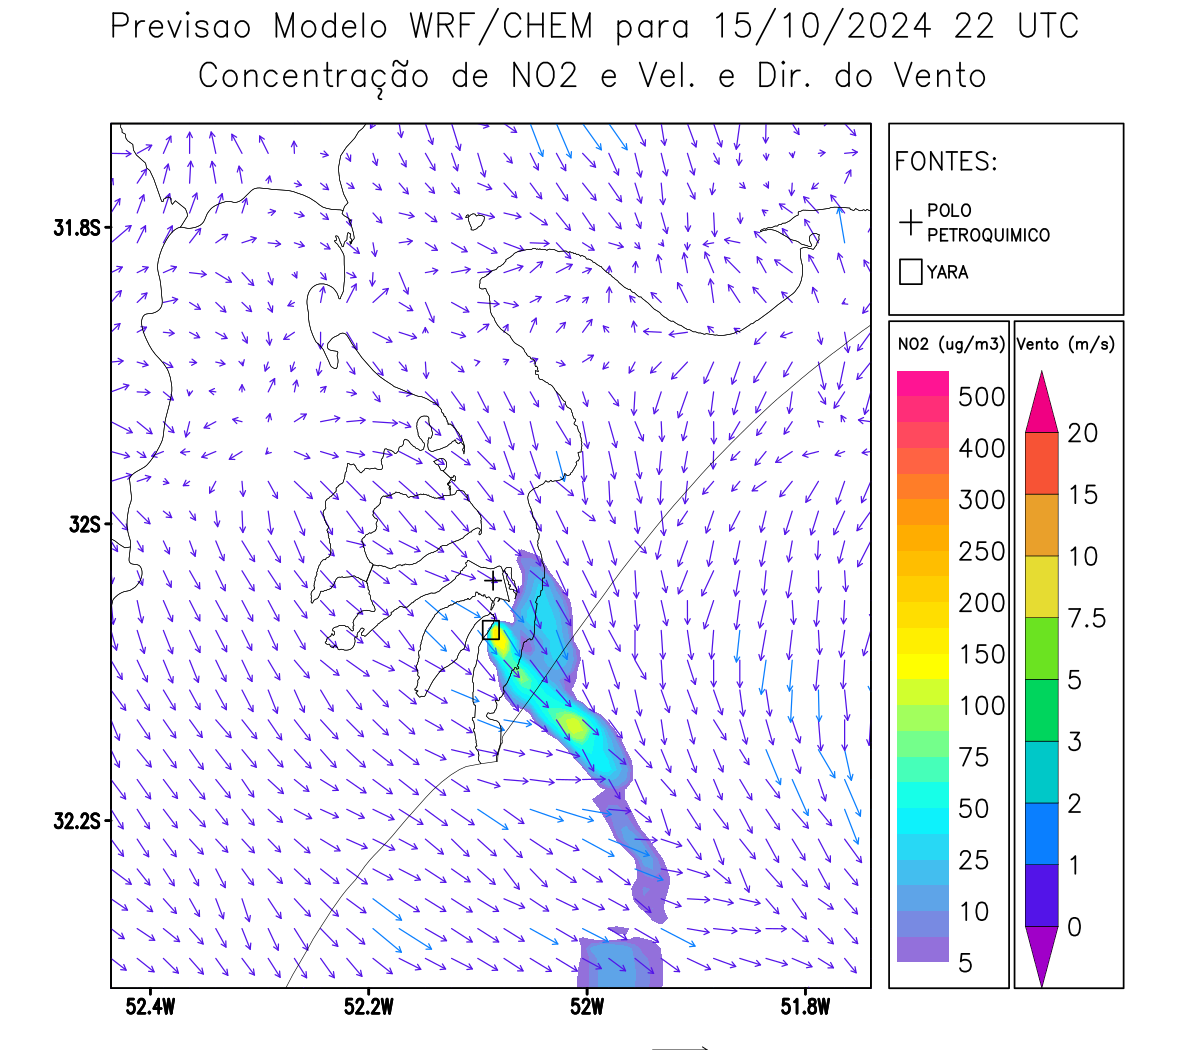 Previsao Modelo WRF/CHEM para 15/10/2024 22 UTC
Concentração de NO2 e Vel. e Dir. do Vento
FONTES:
POLO
PETROQUIMICO
YARA
NO2 (ug/m3)
500
400
300
250
200
150
100
75
50
25
10
5
Vento (m/s)
20
15
10
7.5
5
3
2
1
0
31.8S
32S
32.2S
52.4W
52.2W
52W
51.8W